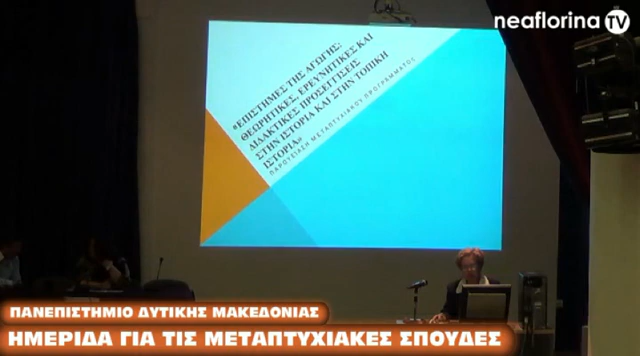 neaflorina TV
«ΕΠΙΣΤΗΜΕΣ ΤΗΣ ΑΓΩΓΗΣ:
ΘΕΩΡΗΤΙΚΕΣ, ΕΡΕΥΝΗΤΙΚΕΣ ΚΑΙ
ΔΙΔΑΚΤΙΚΕΣ ΠΡΟΣΕΓΓΙΣΕΙΣ
ΣΤΗΝ ΙΣΤΟΡΙΑ ΚΑΙ ΣΤΗΝ ΤΟΠΙΚΗ
ΙΣΤΟΡΙΑ»
ΠΑΡΟΥΣΙΑΣΗ ΜΕΤΑΠΤΥΧΙΑΚΟΥ ΠΡΟΓΡΑΜΜΑΤΟΣ
ΠΑΝΕΠΙΣΤΗΜΙΟ ΔΥΤΙΚΗΣ ΜΑΚΕΔΟΝΙΑΣ
ΗΜΕΡΙΔΑ ΓΙΑ ΤΙΣ ΜΕΤΑΠΤΥΧΙΑΚΕΣ ΣΠΟΥΔΕΣ